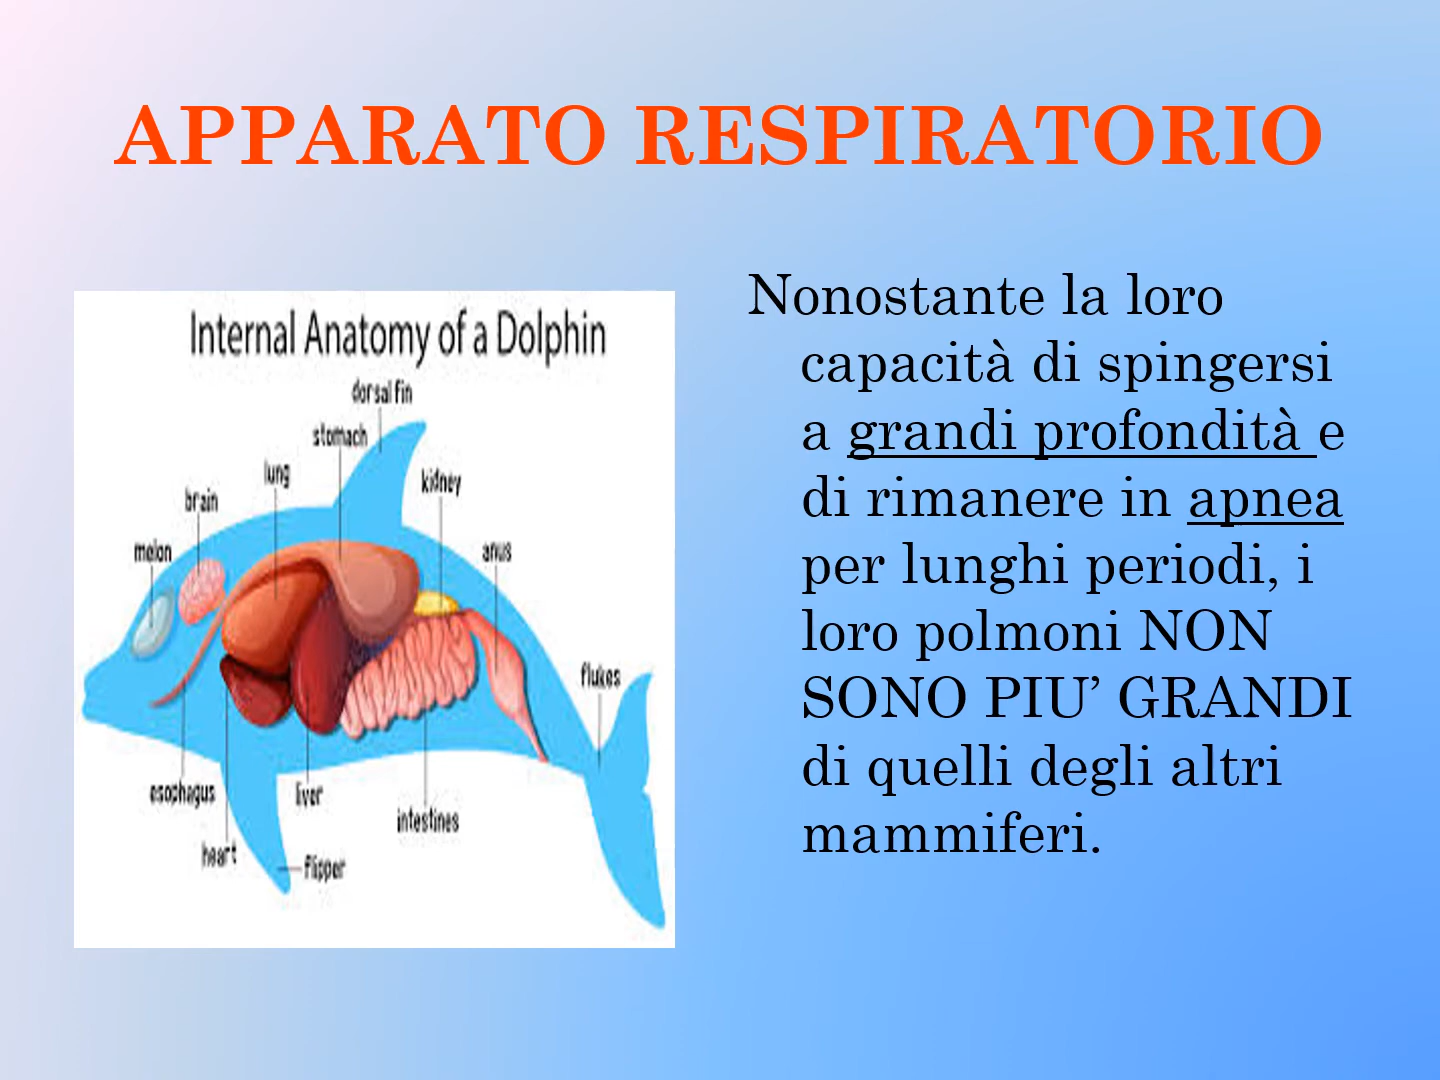 APPARATO RESPIRATORIO
Internal Anatomy of a Dolphin
dorsal fin
stomach
lung
kidney
brain
melon
anus
flukes
esophagus
liver
intestines
heart
flipper
Nonostante la loro
capacità di spingersi
a grandi profondità e
di rimanere in apnea
per lunghi periodi, i
loro polmoni NON
SONO PIU’ GRANDI
di quelli degli altri
mammiferi.